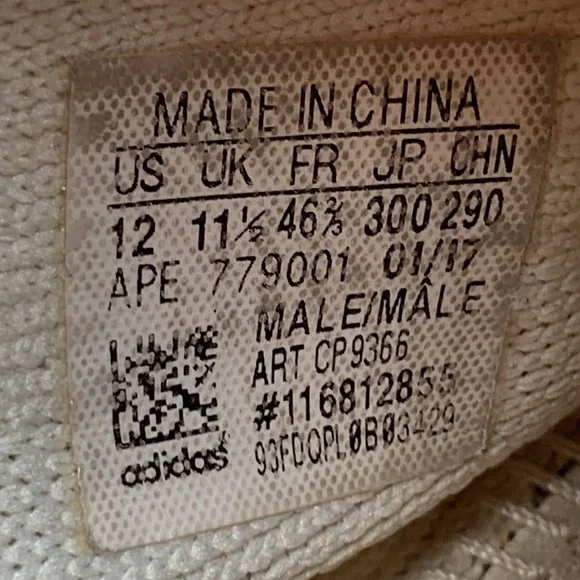 MADE IN CHINA
US UK FR JP CHN
12 11½ 46⅔ 300 290
APE 779001 01/17
MALE/MÂLE
ART CP9366
#116812855
93FDQPL0B03429
adidas